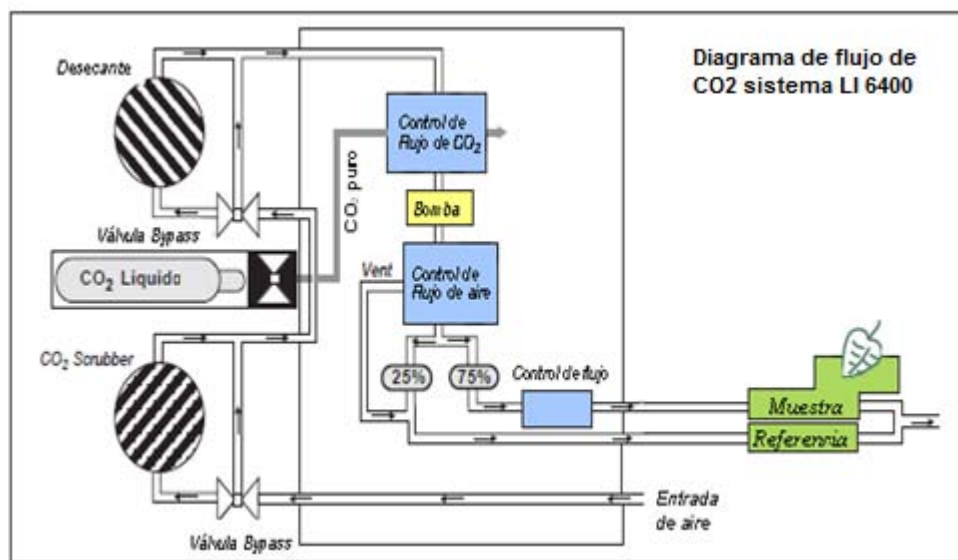 Diagrama de flujo de
CO2 sistema LI 6400
Desecante
Control de
Flujo de CO₂
CO₂ puro
Bomba
Válvula Bypass
CO₂ Liquido
Vent
Control de
Flujo de aire
CO₂ Scrubber
25%
75%
Control de flujo
Muestra
Referencia
Entrada
de aire
Válvula Bypass